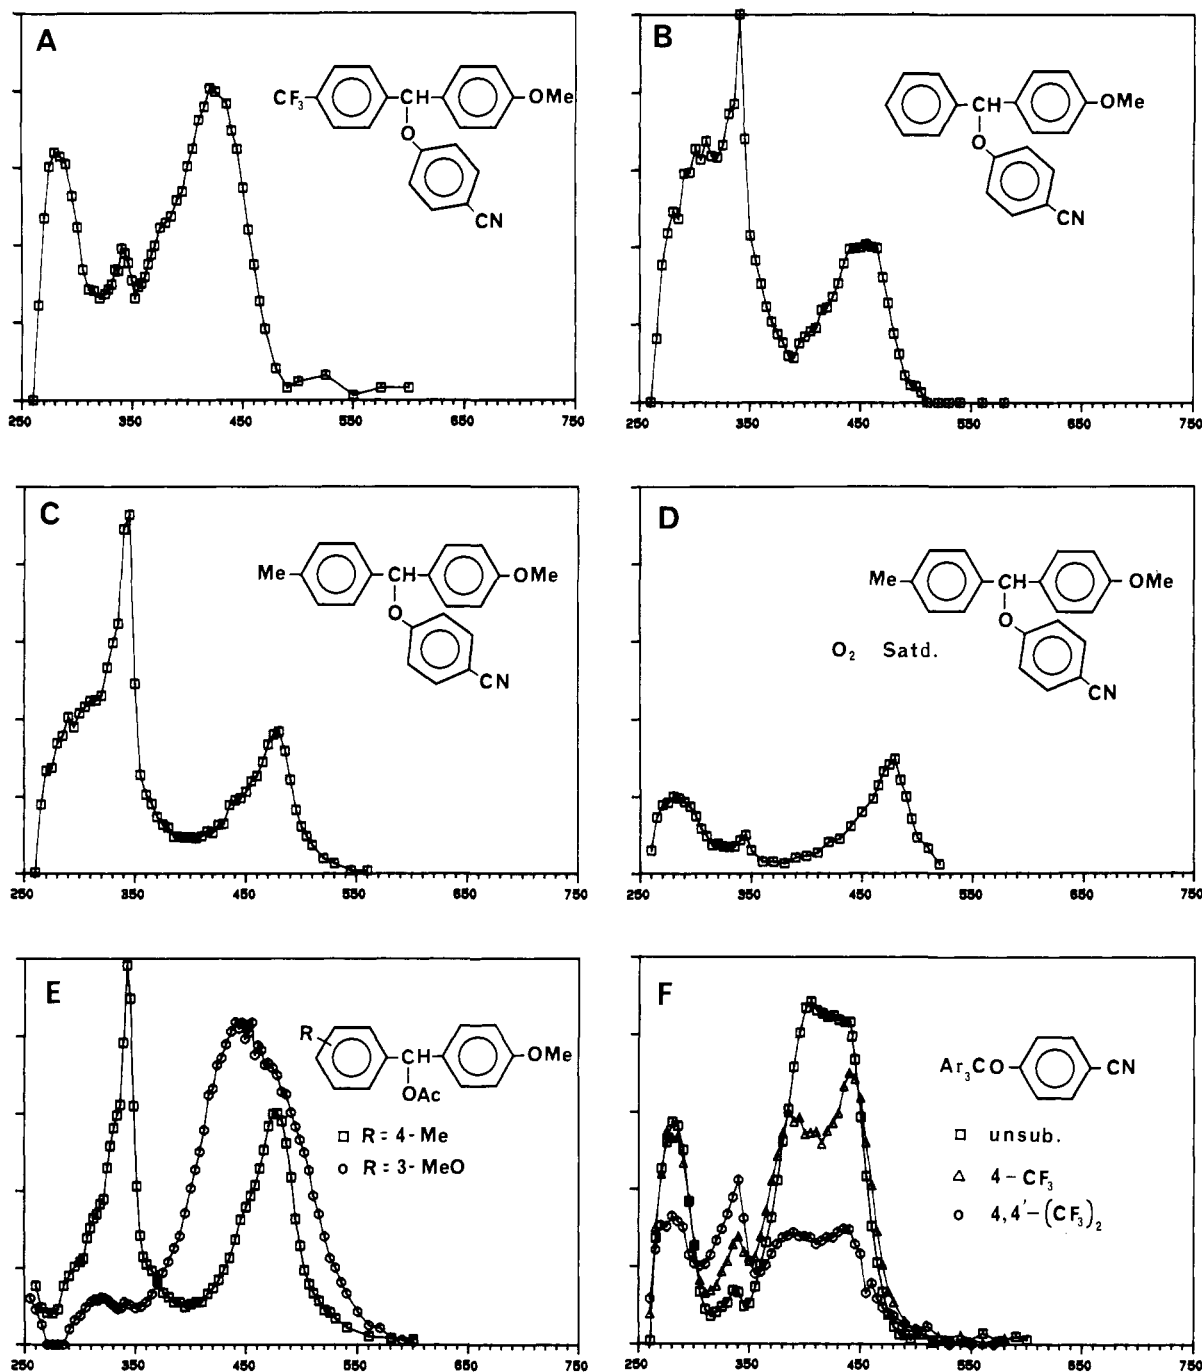 A
CF3 CH OMe
O
CN
250 350 450 550 650 750
B
CH OMe
O
CN
250 350 450 550 650 750
C
Me CH OMe
O
CN
250 350 450 550 650 750
D
Me CH OMe
O
O2 Satd.
CN
250 350 450 550 650 750
E
R
CH OMe
OAc
R = 4-Me
R = 3-MeO
250 350 450 550 650 750
F
Ar3CO CN
unsub.
4-CF3
4,4'-(CF3)2
250 350 450 550 650 750